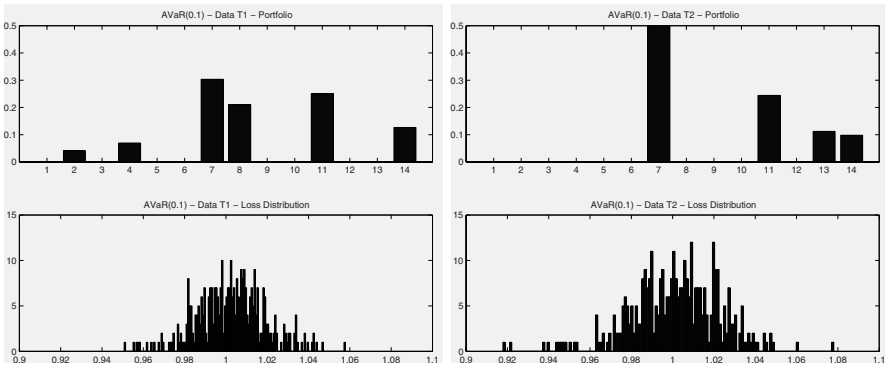 AVaR(0.1) – Data T1 – Portfolio
0.5
0.4
0.3
0.2
0.1
0
1 2 3 4 5 6 7 8 9 10 11 12 13 14
AVaR(0.1) – Data T2 – Portfolio
0.5
0.4
0.3
0.2
0.1
0
1 2 3 4 5 6 7 8 9 10 11 12 13 14
AVaR(0.1) – Data T1 – Loss Distribution
15
10
5
0
0.9 0.92 0.94 0.96 0.98 1 1.02 1.04 1.06 1.08 1.1
AVaR(0.1) – Data T2 – Loss Distribution
15
10
5
0
0.9 0.92 0.94 0.96 0.98 1 1.02 1.04 1.06 1.08 1.1